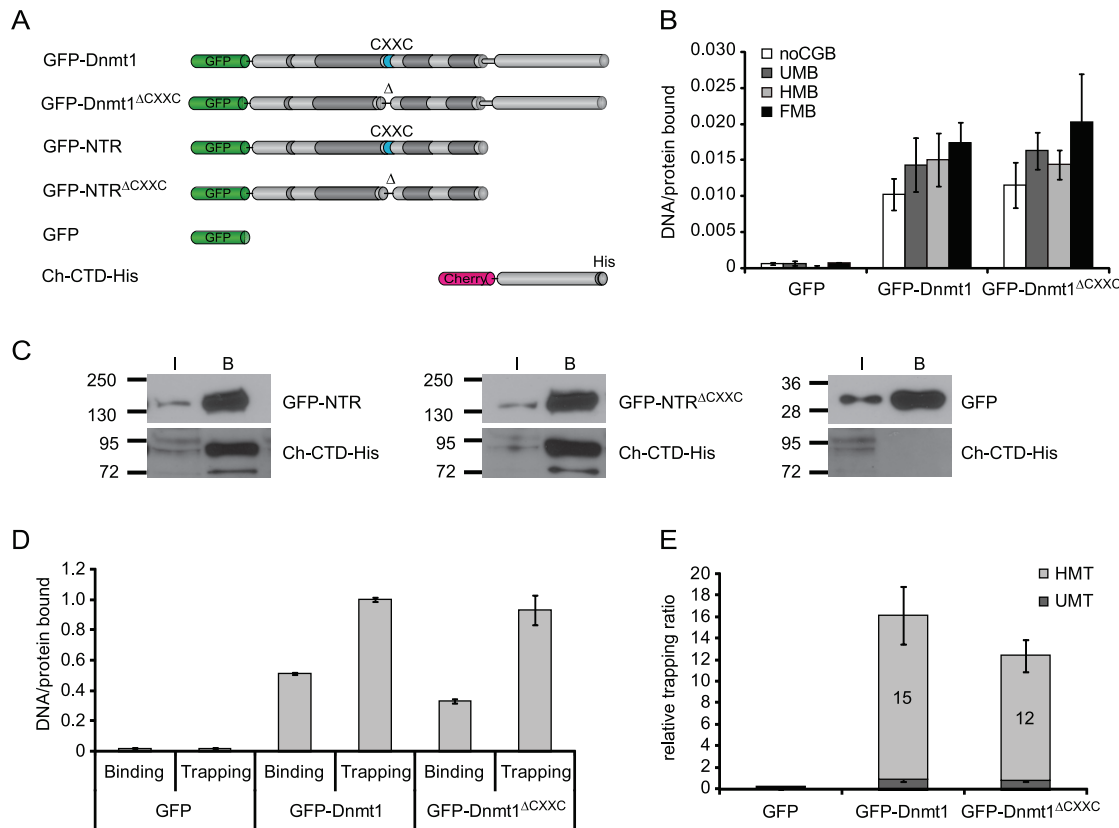 A
CXXC
GFP-Dnmt1
GFP
Δ
GFP-Dnmt1ΔCXXC
GFP
CXXC
GFP-NTR
GFP
Δ
GFP-NTRΔCXXC
GFP
GFP
GFP
His
Ch-CTD-His
Cherry
B
DNA/protein bound
0.030
0.025
0.020
0.015
0.010
0.005
0
noCGB
UMB
HMB
FMB
GFP GFP-Dnmt1 GFP-Dnmt1ΔCXXC
C
I B
250
130
GFP-NTR
95
72
Ch-CTD-His
I B
250
130
GFP-NTRΔCXXC
95
72
Ch-CTD-His
I B
36
28
GFP
95
72
Ch-CTD-His
D
DNA/protein bound
1.2
1.0
0.8
0.6
0.4
0.2
0
Binding Trapping Binding Trapping Binding Trapping
GFP GFP-Dnmt1 GFP-Dnmt1ΔCXXC
E
relative trapping ratio
20
18
16
14
12
10
8
6
4
2
0
HMT
UMT
15
12
GFP GFP-Dnmt1 GFP-Dnmt1ΔCXXC